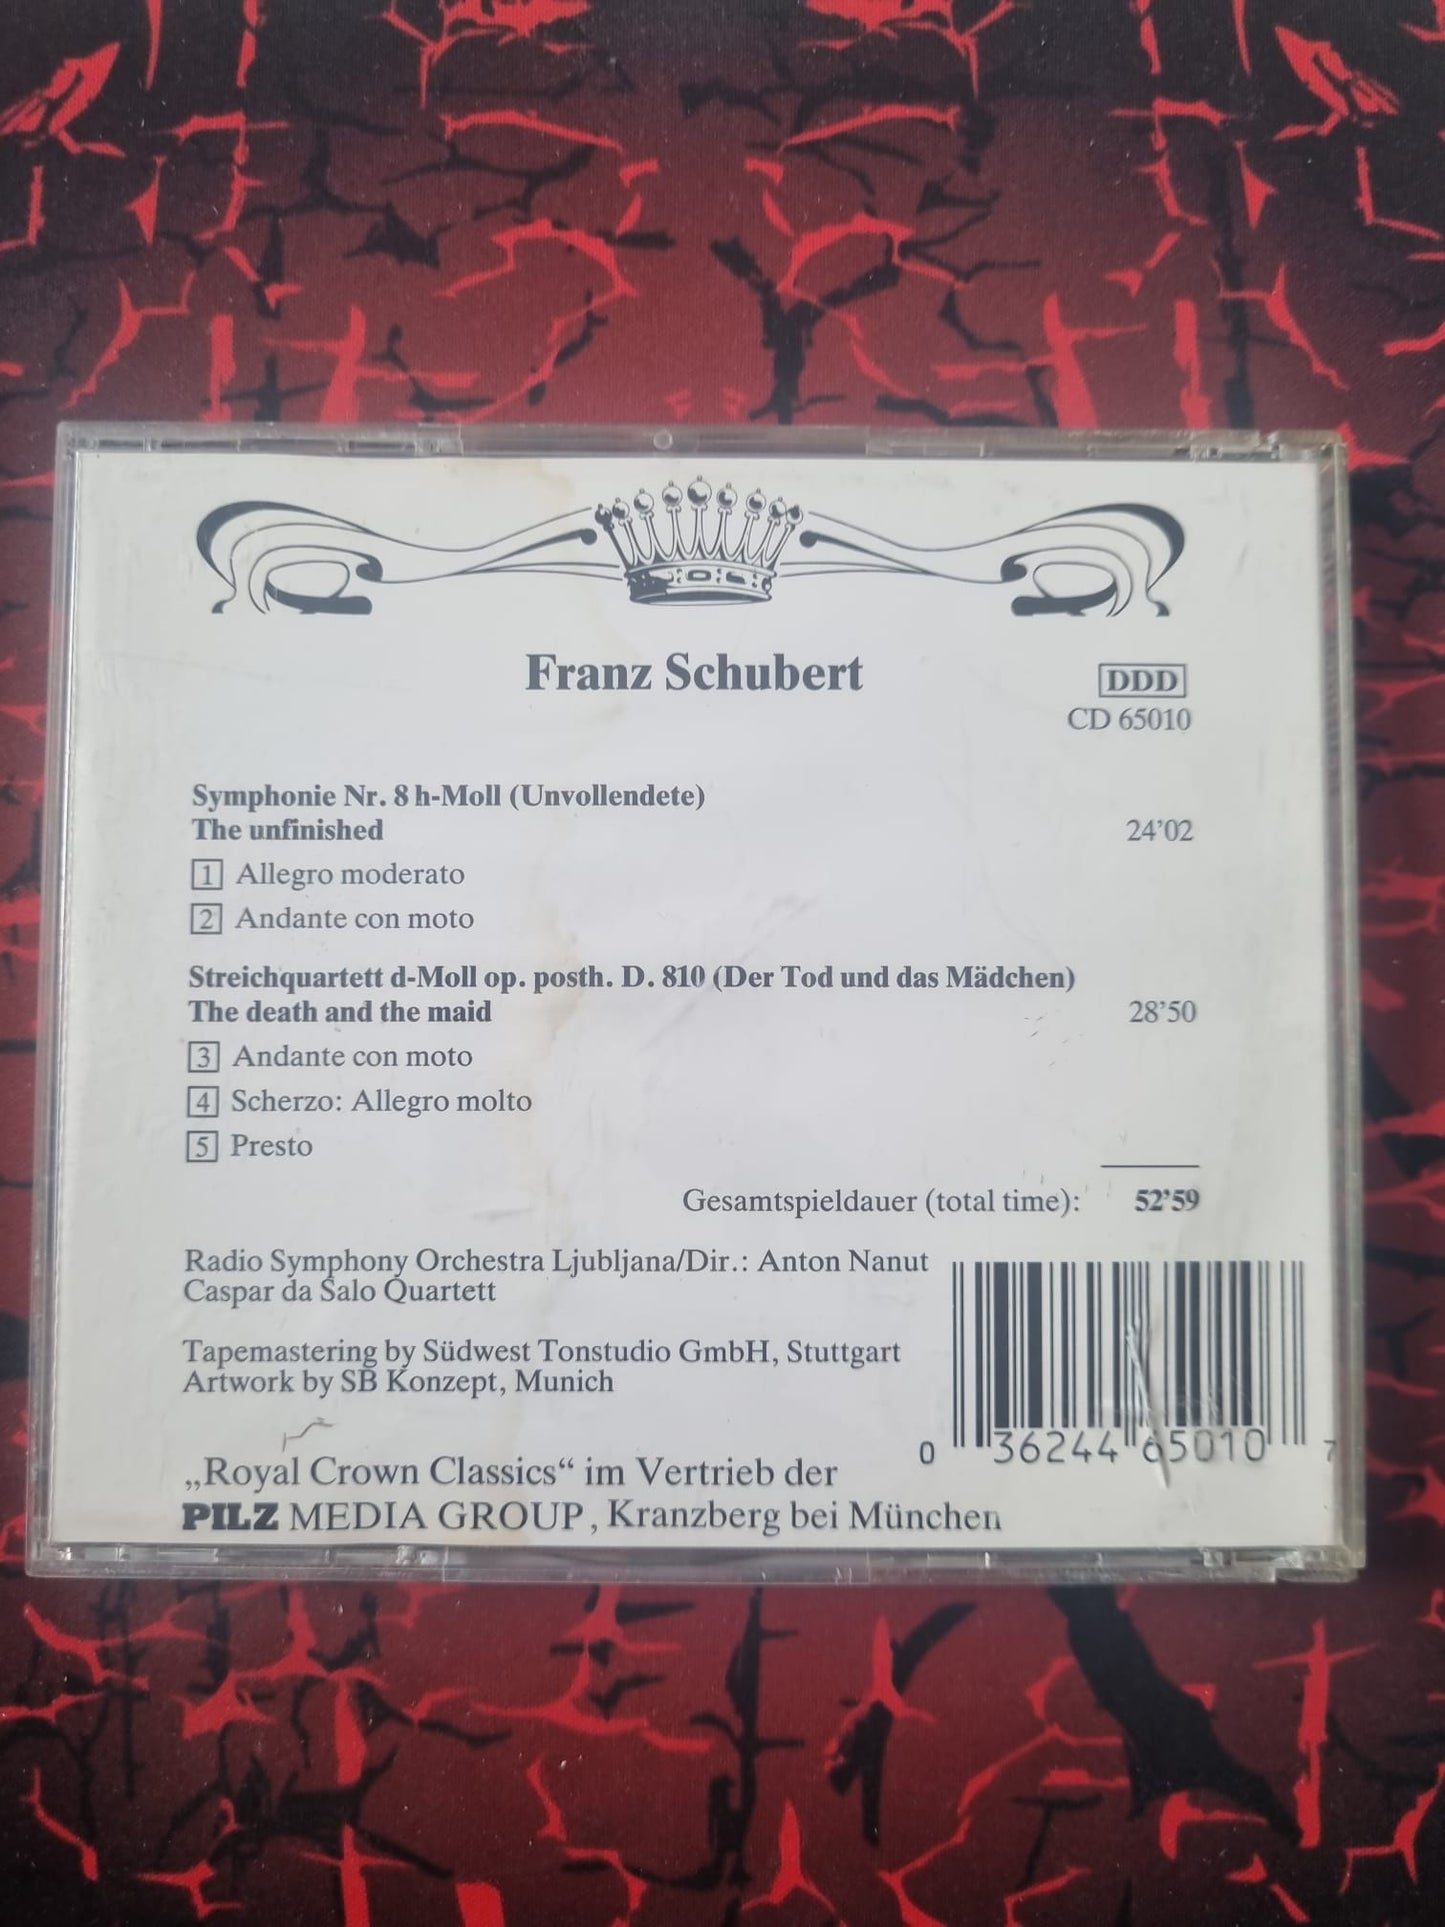 Franz Schubert
DDD
CD 65010
Symphonie Nr. 8 h-Moll (Unvollendete)
The unfinished 24’02
1 Allegro moderato
2 Andante con moto
Streichquartett d-Moll op. posth. D. 810 (Der Tod und das Mädchen)
The death and the maid 28’50
3 Andante con moto
4 Scherzo: Allegro molto
5 Presto
Gesamtspieldauer (total time): 52’59
Radio Symphony Orchestra Ljubljana/Dir.: Anton Nanut
Caspar da Salo Quartett
Tapemastering by Südwest Tonstudio GmbH, Stuttgart
Artwork by SB Konzept, Munich
0 36244 65010 7
„Royal Crown Classics“ im Vertrieb der
PILZ MEDIA GROUP, Kranzberg bei München